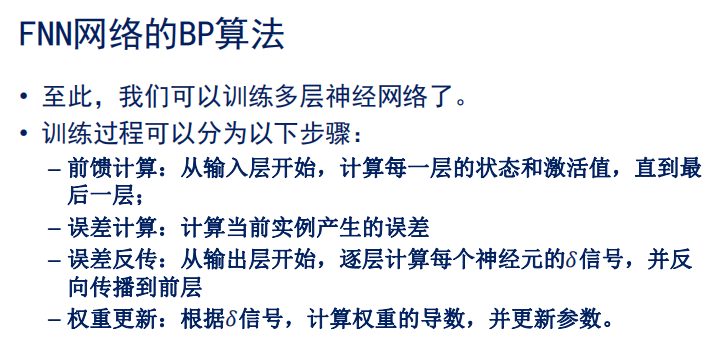 FNN网络的BP算法
• 至此，我们可以训练多层神经网络了。
• 训练过程可以分为以下步骤：
– 前馈计算：从输入层开始，计算每一层的状态和激活值，直到最
后一层；
– 误差计算：计算当前实例产生的误差
– 误差反传：从输出层开始，逐层计算每个神经元的δ信号，并反
向传播到前层
– 权重更新：根据δ信号，计算权重的导数，并更新参数。